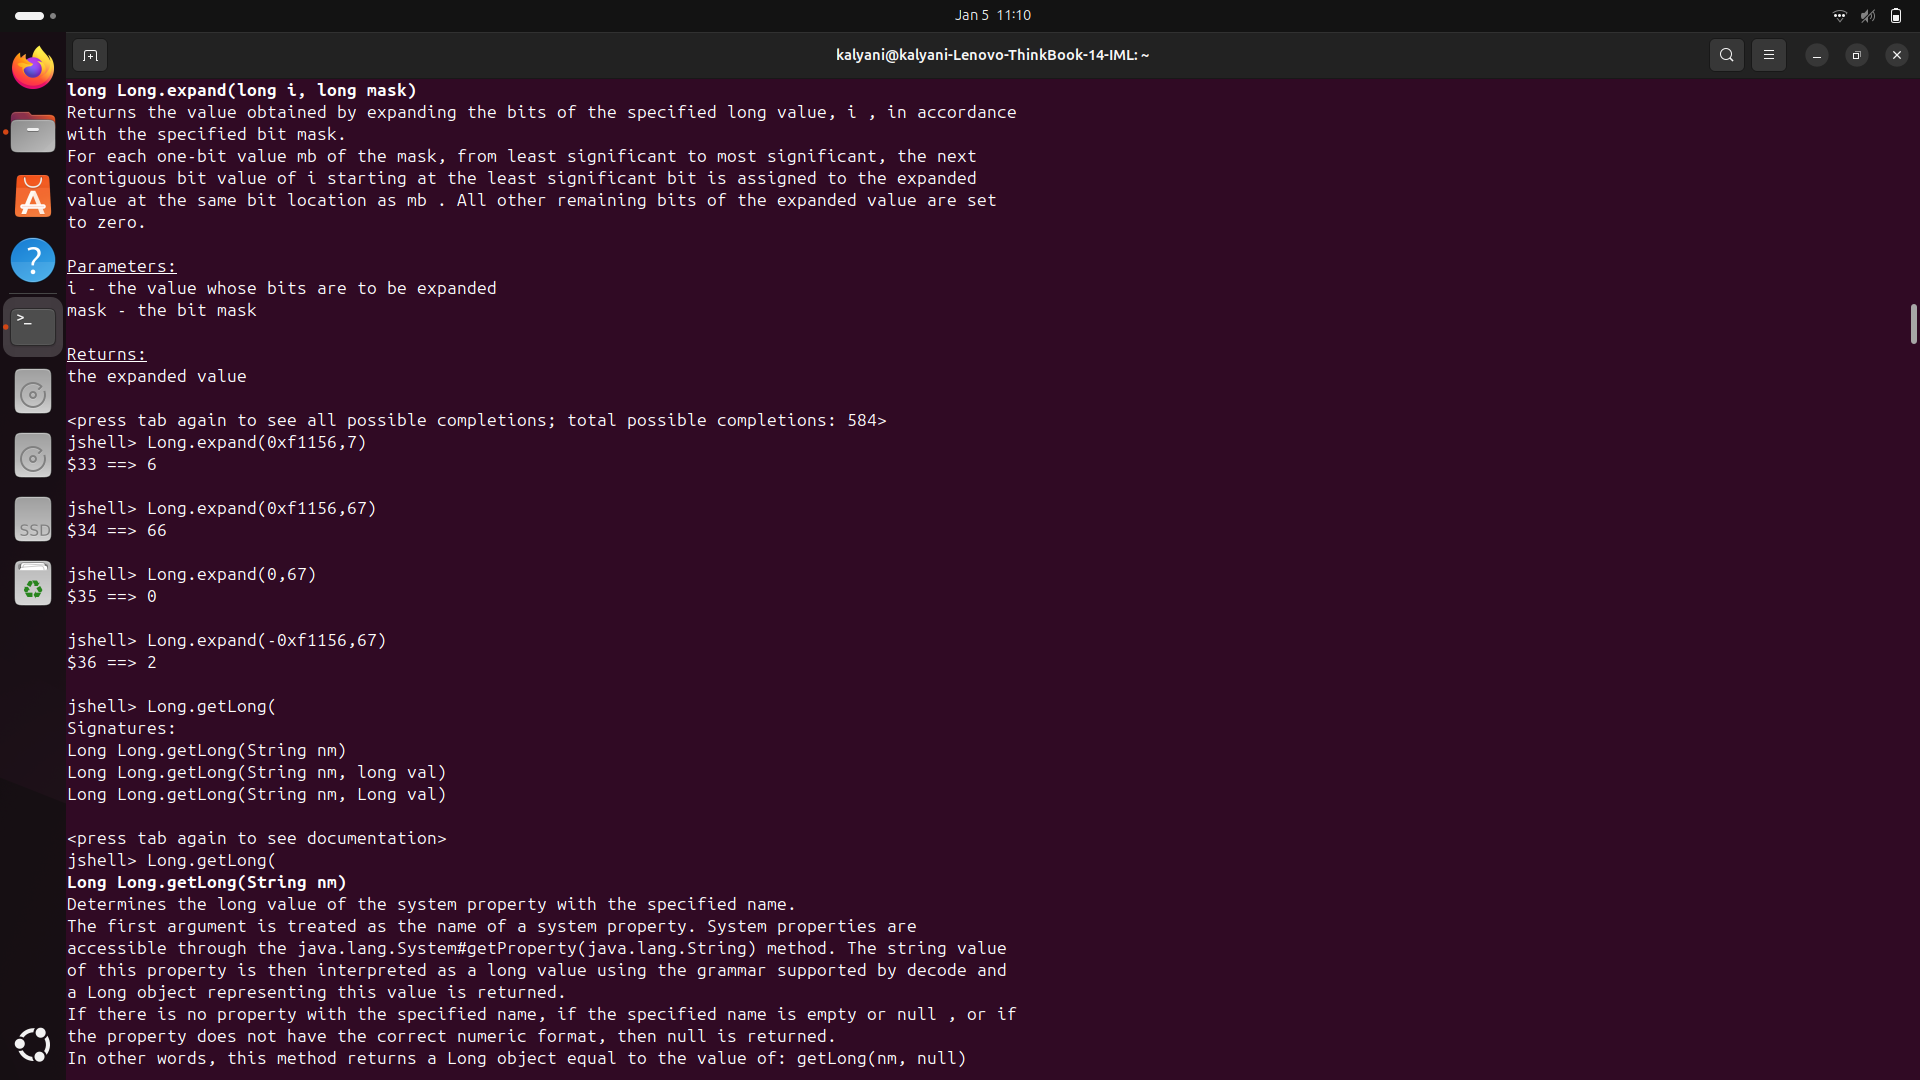 Jan 5 11:10
kalyani@kalyani-Lenovo-ThinkBook-14-IML: ~
long Long.expand(long i, long mask)
Returns the value obtained by expanding the bits of the specified long value, i , in accordance
with the specified bit mask.
For each one-bit value mb of the mask, from least significant to most significant, the next
contiguous bit value of i starting at the least significant bit is assigned to the expanded
value at the same bit location as mb . All other remaining bits of the expanded value are set
to zero.
Parameters:
i - the value whose bits are to be expanded
mask - the bit mask
Returns:
the expanded value
<press tab again to see all possible completions; total possible completions: 584>
jshell> Long.expand(0xf1156,7)
$33 ==> 6
jshell> Long.expand(0xf1156,67)
$34 ==> 66
jshell> Long.expand(0,67)
$35 ==> 0
jshell> Long.expand(-0xf1156,67)
$36 ==> 2
jshell> Long.getLong(
Signatures:
Long Long.getLong(String nm)
Long Long.getLong(String nm, long val)
Long Long.getLong(String nm, Long val)
<press tab again to see documentation>
jshell> Long.getLong(
Long Long.getLong(String nm)
Determines the long value of the system property with the specified name.
The first argument is treated as the name of a system property. System properties are
accessible through the java.lang.System#getProperty(java.lang.String) method. The string value
of this property is then interpreted as a long value using the grammar supported by decode and
a Long object representing this value is returned.
If there is no property with the specified name, if the specified name is empty or null , or if
the property does not have the correct numeric format, then null is returned.
In other words, this method returns a Long object equal to the value of: getLong(nm, null)
>_
SSD